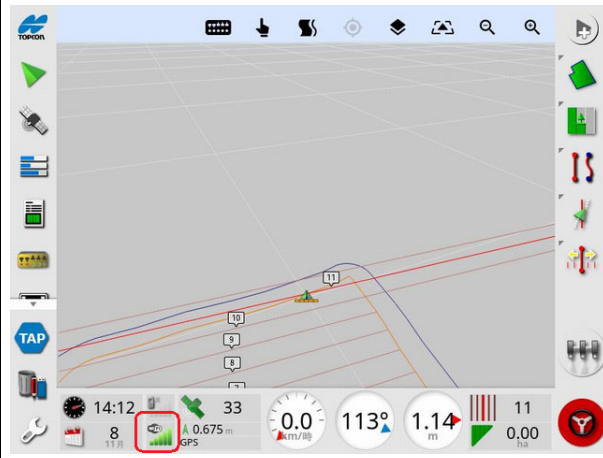 TOPCON
11
10
9
8
7
TAP
14:12
8
11月
33
0.675 m
GPS
0.0
km/時
113°
1.14
m
11
0.00
ha